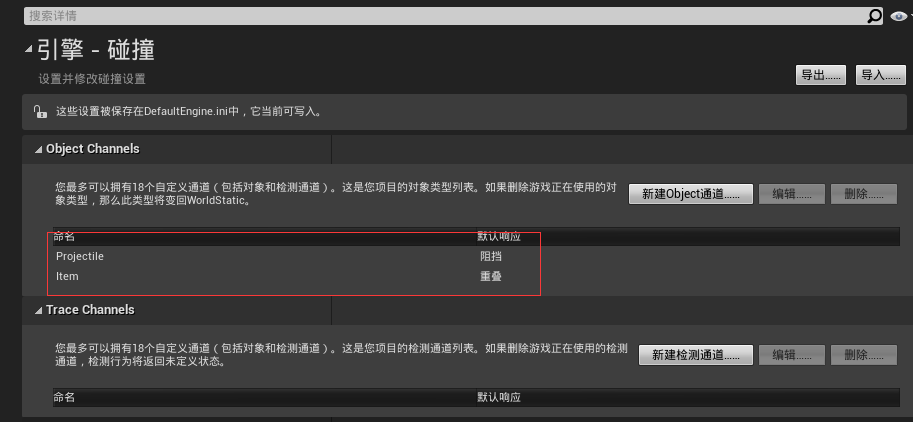 搜索详情
引擎 - 碰撞
设置并修改碰撞设置
导出......
导入......
这些设置被保存在DefaultEngine.ini中，它当前可写入。
Object Channels
您最多可以拥有18个自定义通道（包括对象和检测通道）。这是您项目的对象类型列表。如果删除游戏正在使用的对
象类型，那么此类型将变回WorldStatic。
新建Object通道......
编辑......
删除......
命名 默认响应
Projectile 阻挡
Item 重叠
Trace Channels
您最多可以拥有18个自定义通道（包括对象和检测通道）。这是您项目的检测通道列表。如果删除游戏正在使用的检测
通道，检测行为将返回未定义状态。
新建检测通道......
编辑......
删除......
命名 默认响应